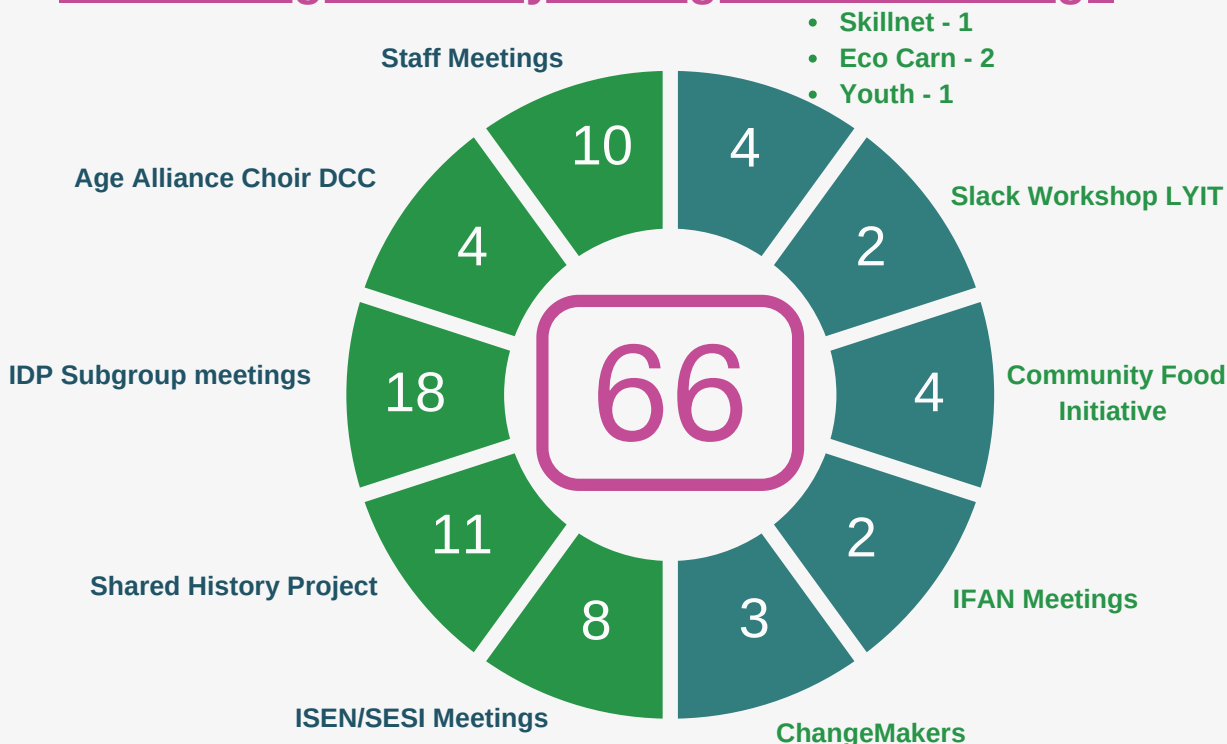 Skillnet - 1
Eco Carn - 2
Youth - 1
Staff Meetings
10
4
Age Alliance Choir DCC
Slack Workshop LYIT
4
2
IDP Subgroup meetings
18
66
4
Community Food
Initiative
11
2
Shared History Project
IFAN Meetings
8
3
ISEN/SESI Meetings
ChangeMakers